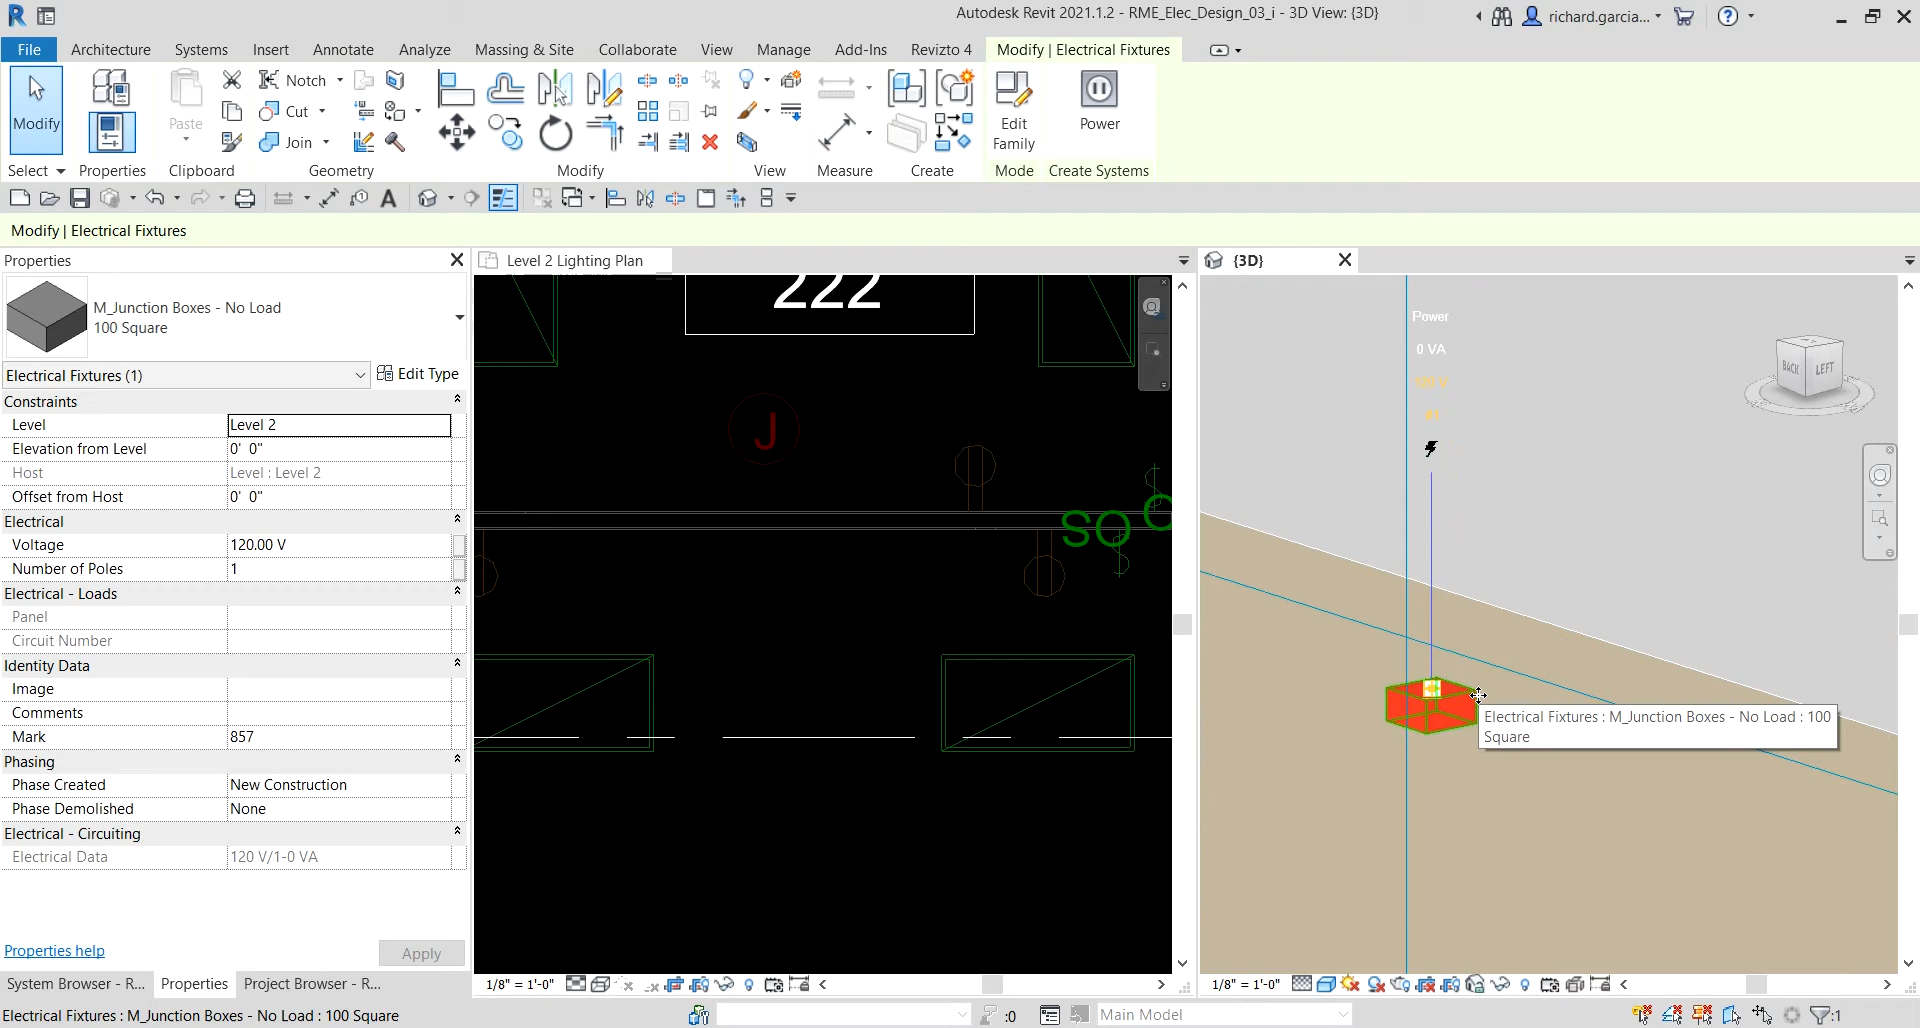 Autodesk Revit 2021.1.2 - RME_Elec_Design_03_i - 3D View: {3D}
richard.garcia...
File
Architecture
Systems
Insert
Annotate
Analyze
Massing & Site
Collaborate
View
Manage
Add-Ins
Revizto 4
Modify | Electrical Fixtures
Modify
Paste
Notch
Cut
Join
Edit
Family
Power
Select
Properties
Clipboard
Geometry
Modify
View
Measure
Create
Mode
Create Systems
Modify | Electrical Fixtures
Properties
M_Junction Boxes - No Load
100 Square
Electrical Fixtures (1)
Edit Type
Constraints
Level
Level 2
Elevation from Level
0' 0"
Host
Level : Level 2
Offset from Host
0' 0"
Electrical
Voltage
120.00 V
Number of Poles
1
Electrical - Loads
Panel
Circuit Number
Identity Data
Image
Comments
Mark
857
Phasing
Phase Created
New Construction
Phase Demolished
None
Electrical - Circuiting
Electrical Data
120 V/1-0 VA
Properties help
Apply
System Browser - R...
Properties
Project Browser - R...
Level 2 Lighting Plan
222
J
SO
$
$
1/8" = 1'-0"
{3D}
Power
0 VA
BACK
LEFT
Electrical Fixtures : M_Junction Boxes - No Load : 100
Square
1/8" = 1'-0"
Electrical Fixtures : M_Junction Boxes - No Load : 100 Square
:0
Main Model
:1